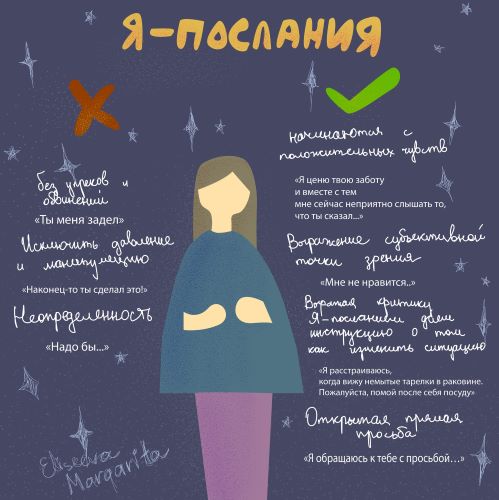 Я-ПОСЛАНИЯ
без упреков и
обвинений
«Ты меня задел»
Исключить давление
и манипуляцию
«Наконец-то ты сделал это!»
Неопределенность
«Надо бы...»
начинаются с
положительных чувств
«Я ценю твою заботу
и вместе с тем
мне сейчас неприятно слышать то,
что ты сказал...»
Выражение субъективной
точки зрения
«Мне не нравится..»
критику
Я-посланием даем
инструкцию о том
как изменить ситуацию
«Я расстраиваюсь,
когда вижу немытые тарелки в раковине.
Пожалуйста, помой после себя посуду»
Открытая прямая
просьба
«Я обращаюсь к тебе с просьбой...»
Eliseeva
Margarita